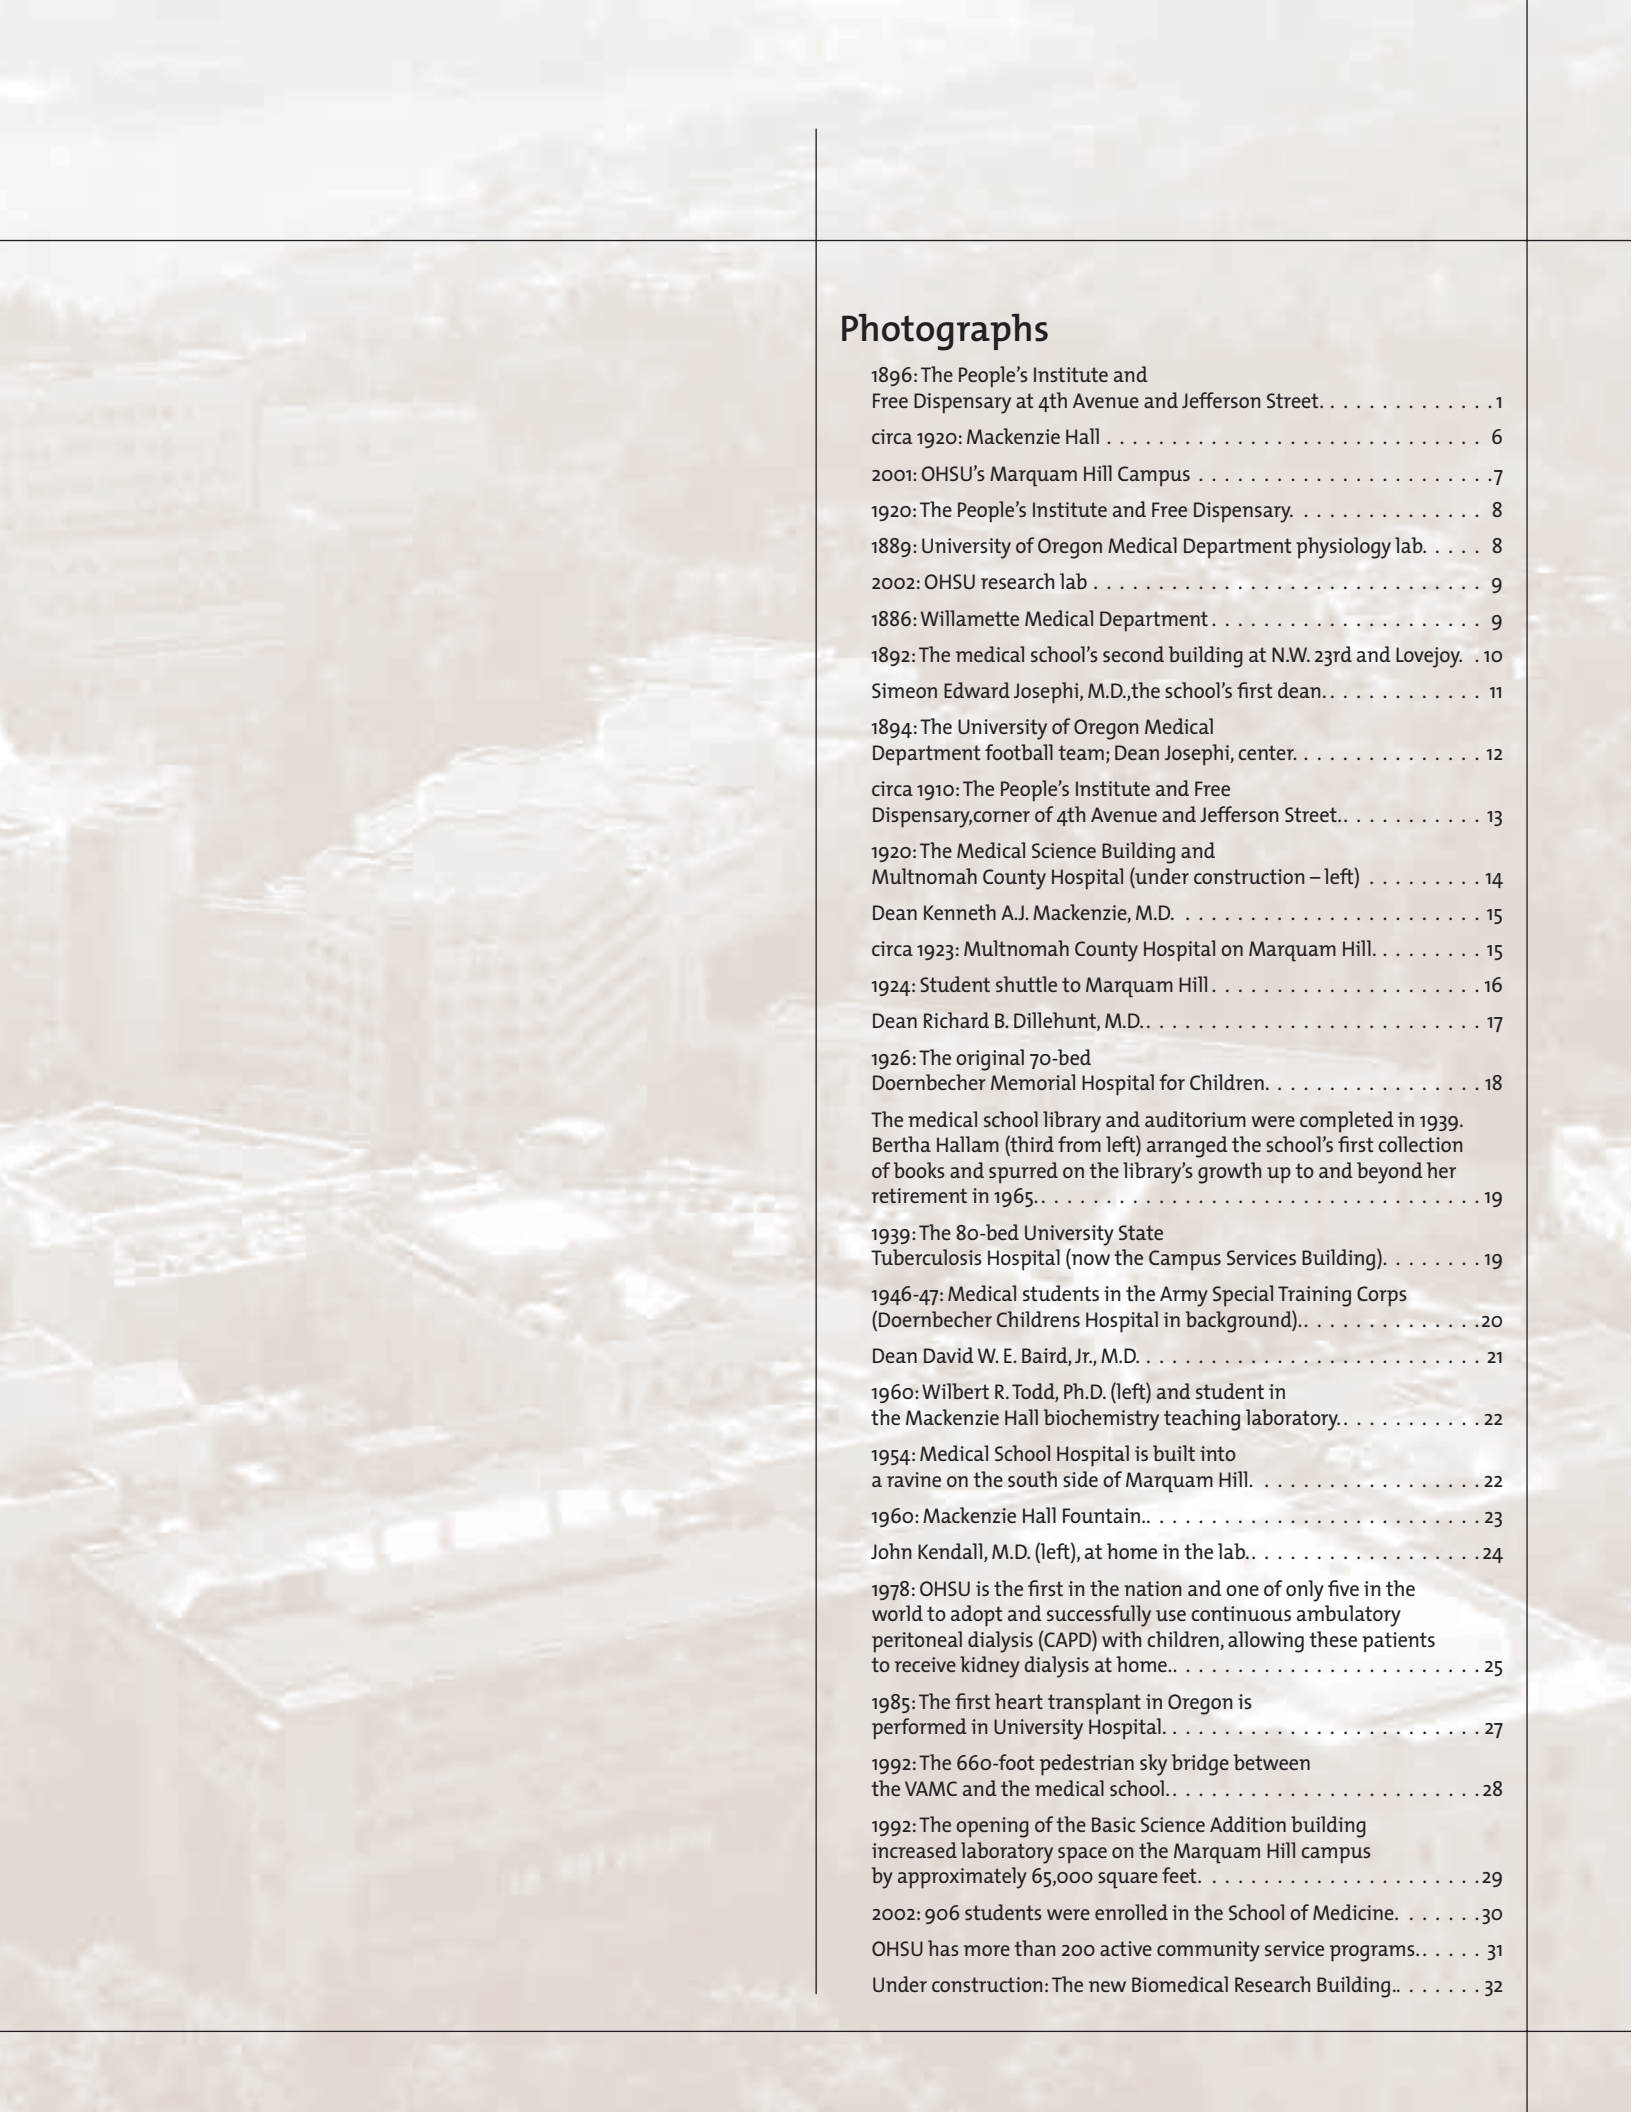 Photographs
1896: The People's Institute and
Free Dispensary at 4th Avenue and Jefferson Street. . . . . . . . . . . . . .1
circa 1920: Mackenzie Hall . . . . . . . . . . . . . . . . . . . . . . . . . . . . . 6
2001: OHSU's Marquam Hill Campus . . . . . . . . . . . . . . . . . . . . . . .7
1920: The People's Institute and Free Dispensary. . . . . . . . . . . . . . . 8
1889: University of Oregon Medical Department physiology lab. . . . . 8
2002: OHSU research lab . . . . . . . . . . . . . . . . . . . . . . . . . . . . . . 9
1886: Willamette Medical Department . . . . . . . . . . . . . . . . . . . . . 9
1892: The medical school's second building at N.W. 23rd and Lovejoy. . 10
Simeon Edward Josephi, M.D.,the school's first dean. . . . . . . . . . . . . 11
1894: The University of Oregon Medical
Department football team; Dean Josephi, center. . . . . . . . . . . . . . . 12
circa 1910: The People's Institute and Free
Dispensary,corner of 4th Avenue and Jefferson Street.. . . . . . . . . . . 13
1920: The Medical Science Building and
Multnomah County Hospital (under construction – left) . . . . . . . . . 14
Dean Kenneth A.J. Mackenzie, M.D. . . . . . . . . . . . . . . . . . . . . . . . 15
circa 1923: Multnomah County Hospital on Marquam Hill. . . . . . . . . 15
1924: Student shuttle to Marquam Hill . . . . . . . . . . . . . . . . . . . . . 16
Dean Richard B. Dillehunt, M.D.. . . . . . . . . . . . . . . . . . . . . . . . . . 17
1926: The original 70-bed
Doernbecher Memorial Hospital for Children. . . . . . . . . . . . . . . . . 18
The medical school library and auditorium were completed in 1939.
Bertha Hallam (third from left) arranged the school's first collection
of books and spurred on the library's growth up to and beyond her
retirement in 1965.. . . . . . . . . . . . . . . . . . . . . . . . . . . . . . . . . . 19
1939: The 80-bed University State
Tuberculosis Hospital (now the Campus Services Building). . . . . . . . 19
1946-47: Medical students in the Army Special Training Corps
(Doernbecher Childrens Hospital in background).. . . . . . . . . . . . . .20
Dean David W. E. Baird, Jr., M.D. . . . . . . . . . . . . . . . . . . . . . . . . . . 21
1960: Wilbert R. Todd, Ph.D. (left) and student in
the Mackenzie Hall biochemistry teaching laboratory.. . . . . . . . . . . 22
1954: Medical School Hospital is built into
a ravine on the south side of Marquam Hill. . . . . . . . . . . . . . . . . . 22
1960: Mackenzie Hall Fountain.. . . . . . . . . . . . . . . . . . . . . . . . . . 23
John Kendall, M.D. (left), at home in the lab.. . . . . . . . . . . . . . . . . .24
1978: OHSU is the first in the nation and one of only five in the
world to adopt and successfully use continuous ambulatory
peritoneal dialysis (CAPD) with children, allowing these patients
to receive kidney dialysis at home.. . . . . . . . . . . . . . . . . . . . . . . . 25
1985: The first heart transplant in Oregon is
performed in University Hospital. . . . . . . . . . . . . . . . . . . . . . . . . 27
1992: The 660-foot pedestrian sky bridge between
the VAMC and the medical school.. . . . . . . . . . . . . . . . . . . . . . . .28
1992: The opening of the Basic Science Addition building
increased laboratory space on the Marquam Hill campus
by approximately 65,000 square feet. . . . . . . . . . . . . . . . . . . . . .29
2002: 906 students were enrolled in the School of Medicine. . . . . . .30
OHSU has more than 200 active community service programs.. . . . . 31
Under construction: The new Biomedical Research Building.. . . . . . . 32